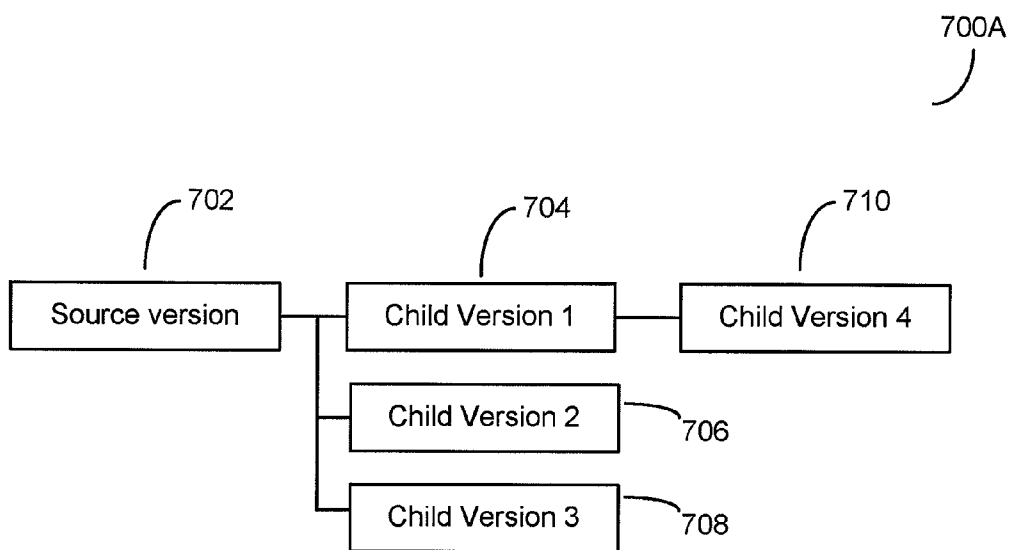 700A
702
704
710
Source version
Child Version 1
Child Version 4
Child Version 2
706
Child Version 3
708